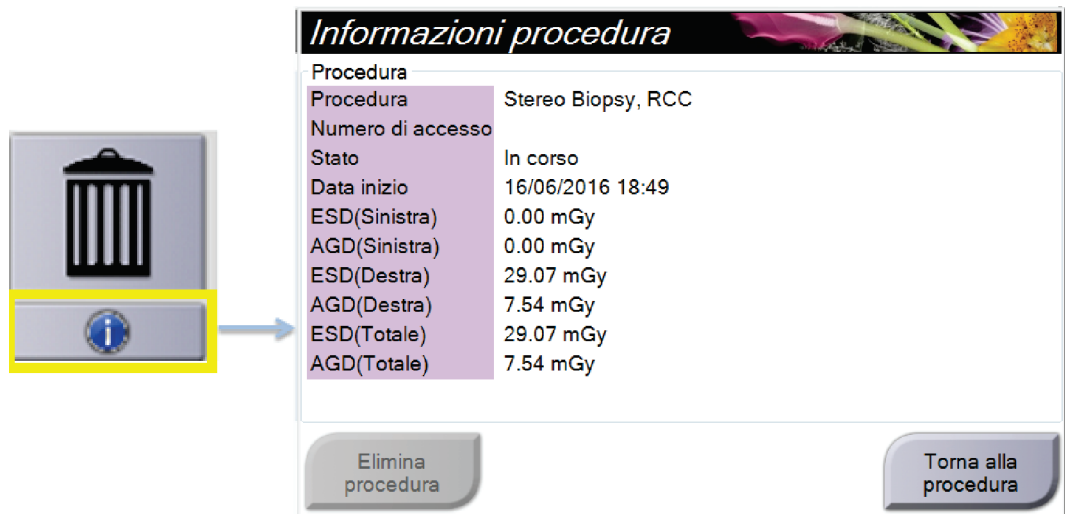 Informazioni procedura
Procedura
Procedura Stereo Biopsy, RCC
Numero di accesso
Stato In corso
Data inizio 16/06/2016 18:49
ESD(Sinistra) 0.00 mGy
AGD(Sinistra) 0.00 mGy
ESD(Destra) 29.07 mGy
AGD(Destra) 7.54 mGy
ESD(Totale) 29.07 mGy
AGD(Totale) 7.54 mGy
Elimina
procedura
Torna alla
procedura